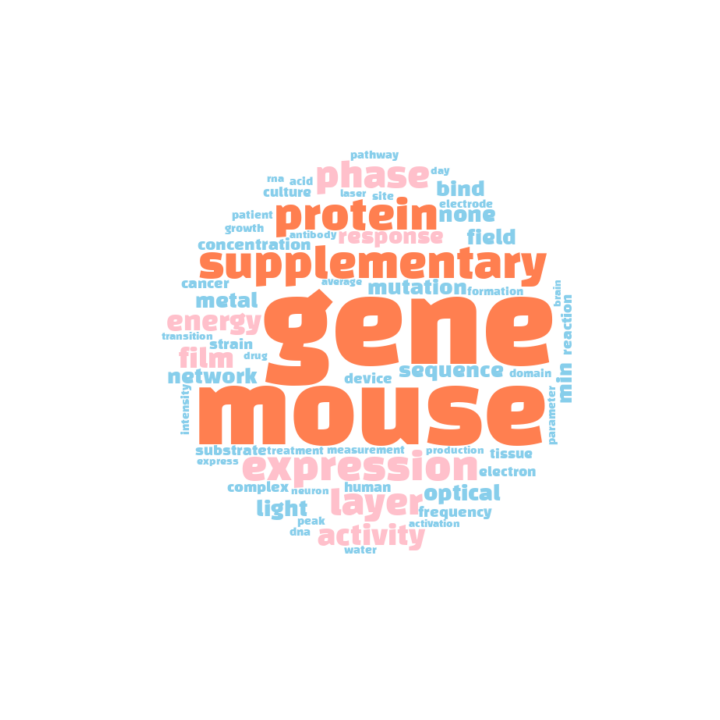 pathway
phase
day
rna
acid
culture
laser
site
bind
electrode
patient
protein
none
growth
antibody
response
field
concentration
supplementary
cancer
average
mutation
formation
brain
metal
gene
energy
reaction
transition
strain
film
drug
sequence
domain
network
device
min
intensity
mouse
parameter
substrate
treatment
measurement
production
tissue
express
expression
electron
complex
neuron
human
layer
optical
light
frequency
peak
activation
dna
activity
water